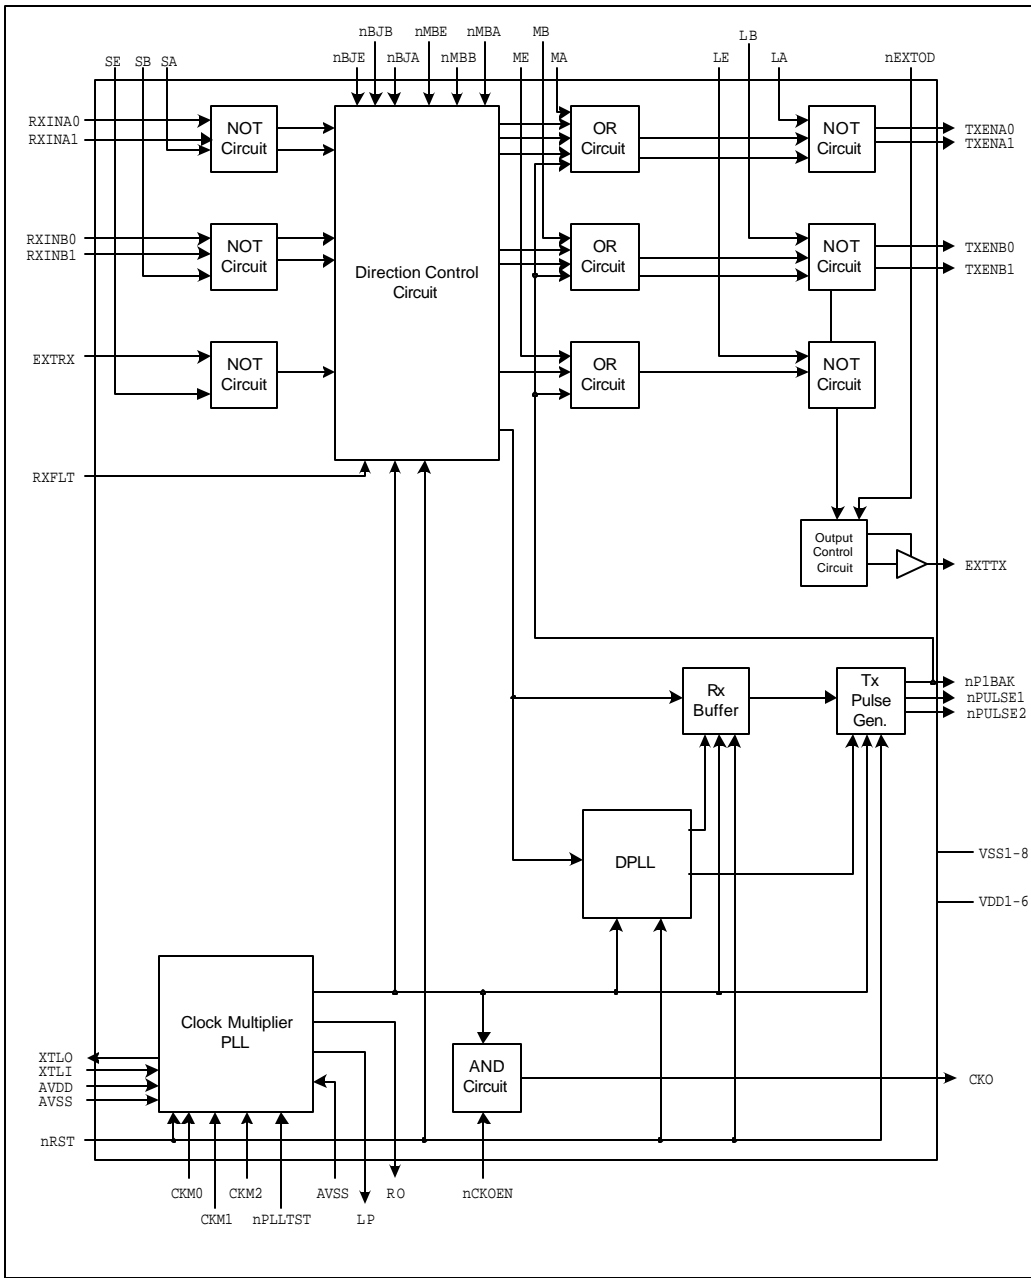 nBJB
nMBE
nMBA
MB
LB
SE
SB
SA
nBJE
nBJA
nMBB
ME
MA
LE
LA
nEXTOD
RXINA0
RXINA1
NOT
Circuit
OR
Circuit
NOT
Circuit
TXENA0
TXENA1
RXINB0
RXINB1
NOT
Circuit
Direction Control
Circuit
OR
Circuit
NOT
Circuit
TXENB0
TXENB1
EXTRX
NOT
Circuit
OR
Circuit
NOT
Circuit
RXFLT
Output
Control
Circuit
EXTTX
Rx
Buffer
Tx
Pulse
Gen.
nP1BAK
nPULSE1
nPULSE2
DPLL
VSS1-8
VDD1-6
Clock Multiplier
PLL
XTLO
XTLI
AVDD
AVSS
AND
Circuit
CKO
nRST
CKM0
CKM2
AVSS
RO
nCKOEN
CKM1
nPLLTST
LP